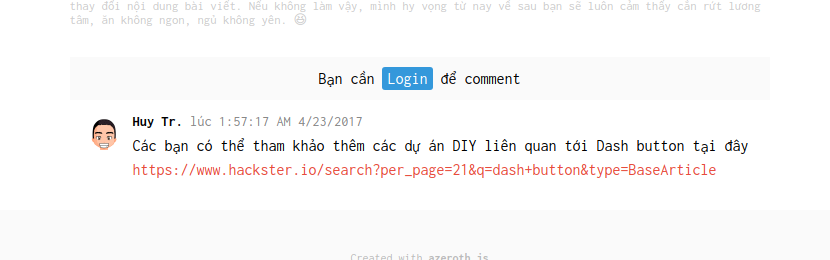 thay đổi nội dung bài viết. Nếu không làm vậy, mình hy vọng từ nay về sau bạn sẽ luôn cảm thấy cắn rứt lương
tâm, ăn không ngon, ngủ không yên. 😆
Bạn cần Login để comment
Huy Tr. lúc 1:57:17 AM 4/23/2017
Các bạn có thể tham khảo thêm các dự án DIY liên quan tới Dash button tại đây
https://www.hackster.io/search?per_page=21&q=dash+button&type=BaseArticle
Created with azeroth.js